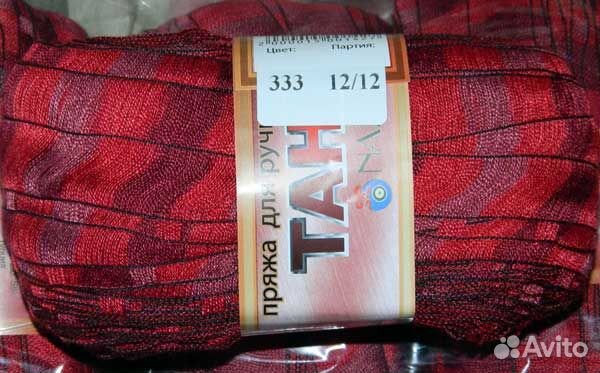 Цвет: Партия:
333 12/12
пряжа для руч
ТАН
Avito